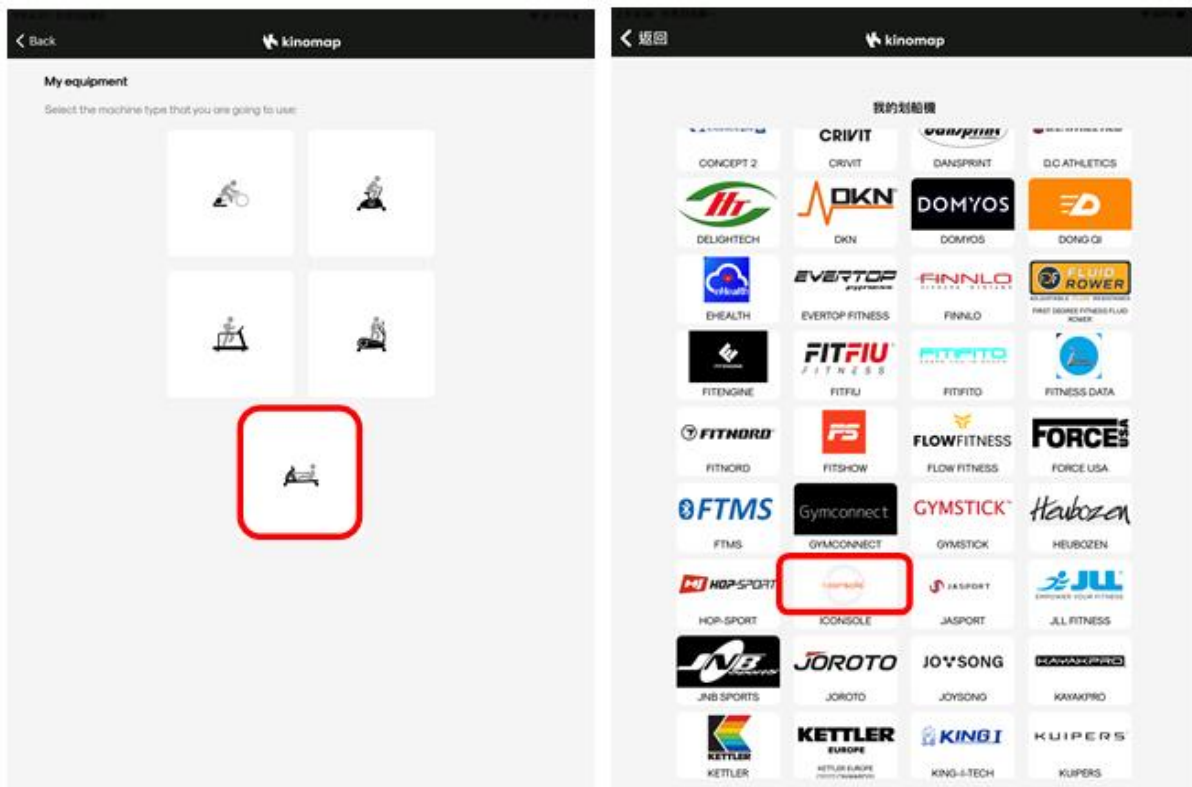 Back
kinomap
My equipment
Select the machine type that you are going to use:
返回
kinomap
我的划船機
CRIVIT
CONCEPT 2
CRIVIT
DANSPRINT
D.C ATHLETICS
HT
DKN
DOMYOS
DELIGHTECH
DKN
DOMYOS
DONG QI
eHealth
EVERTOP
FINNLO
FLUID ROWER
EHEALTH
EVERTOP FITNESS
FINNLO
FIRST DEGREE FITNESS FLUID ROWER
FITFIU
FITNESS
FITIFITO
FITENGINE
FITFIU
FITIFITO
FITNESS DATA
FITNORD
FS
FLOWFITNESS
FORCE USA
FITNORD
FITSHOW
FLOW FITNESS
FORCE USA
FTMS
Gymconnect
GYMSTICK
Heubozen
FTMS
GYMCONNECT
GYMSTICK
HEUBOZEN
HOP-SPORT
JASPORT
JLL
EMPOWER YOUR FITNESS
HOP-SPORT
ICONSOLE
JASPORT
JLL FITNESS
JNB
JOROTO
JOYSONG
KAYAKPRO
JNB SPORTS
JOROTO
JOYSONG
KAYAKPRO
KETTLER
KETTLER
EUROPE
KING I
KUIPERS
KETTLER
KETTLER EUROPE
KING-I-TECH
KUIPERS